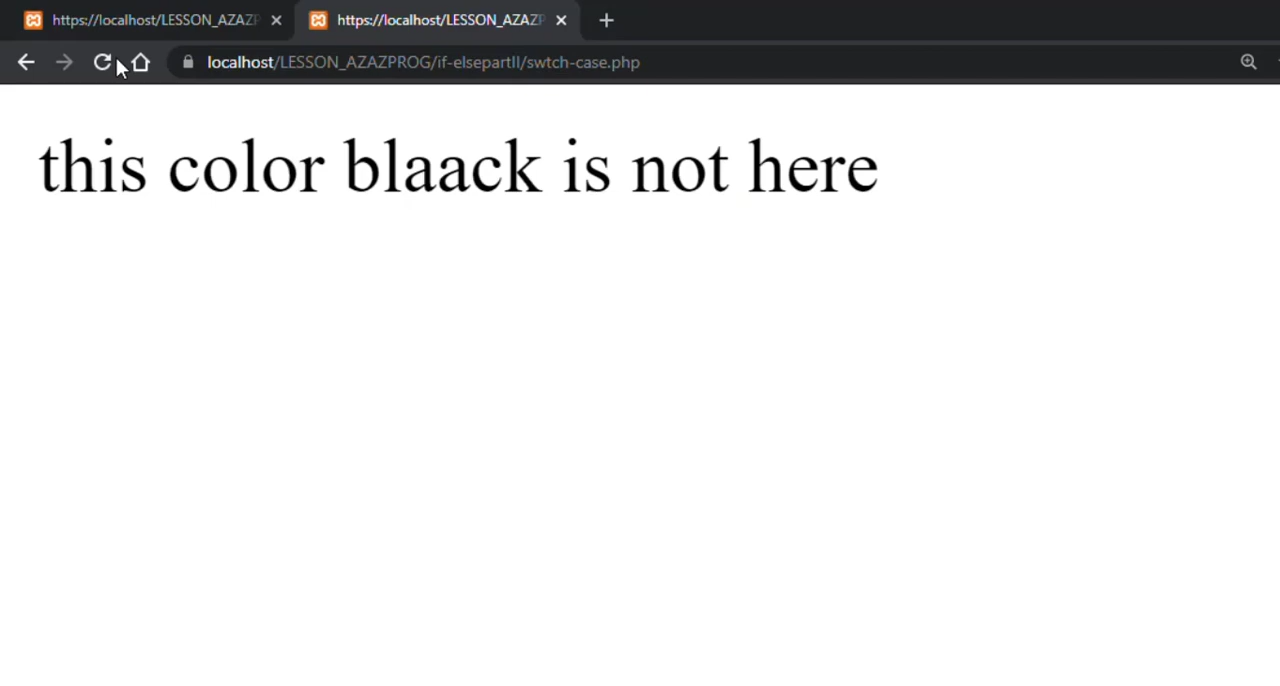 https://localhost/LESSON_AZAZP
https://localhost/LESSON_AZAZP
localhost/LESSON_AZAZPROG/if-elsepartII/swtch-case.php
this color blaack is not here